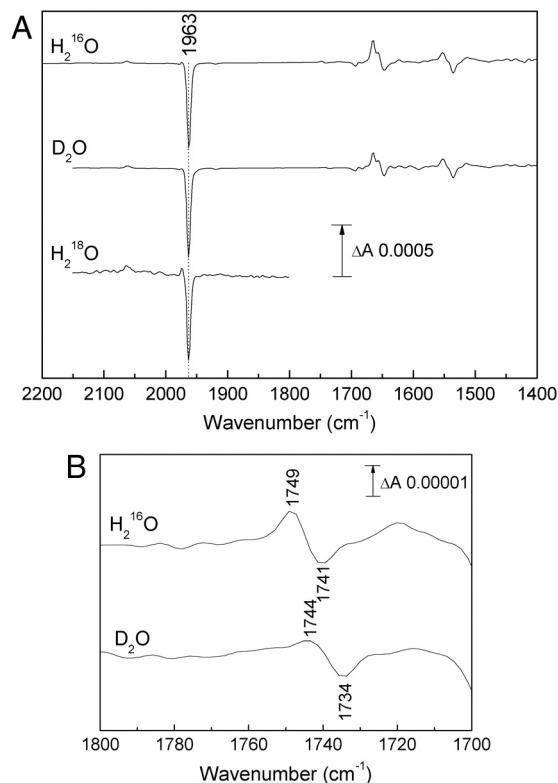 A
H₂¹⁶O
1963
D₂O
H₂¹⁸O
ΔA 0.0005
2200 2100 2000 1900 1800 1700 1600 1500 1400
Wavenumber (cm⁻¹)
B
ΔA 0.00001
1749
H₂¹⁶O
1741
1744
D₂O
1734
1800 1780 1760 1740 1720 1700
Wavenumber (cm⁻¹)